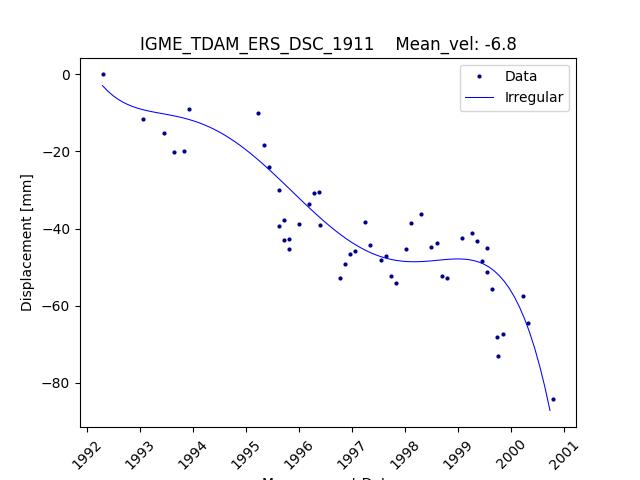 IGME_TDAM_ERS_DSC_1911    Mean_vel: -6.8
Data
Irregular
Displacement [mm]
0
−20
−40
−60
−80
1992 1993 1994 1995 1996 1997 1998 1999 2000 2001